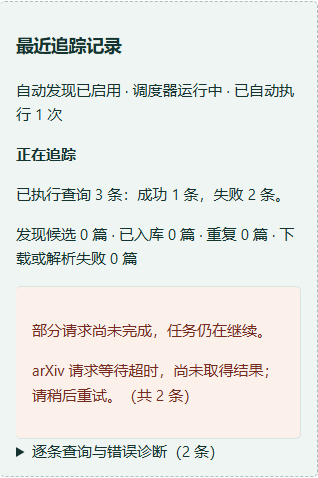 最近追踪记录
自动发现已启用 · 调度器运行中 · 已自动执
行 1 次
正在追踪
已执行查询 3 条：成功 1 条，失败 2 条。
发现候选 0 篇 · 已入库 0 篇 · 重复 0 篇 · 下
载或解析失败 0 篇
部分请求尚未完成，任务仍在继续。
arXiv 请求等待超时，尚未取得结果；
请稍后重试。（共 2 条）
▶ 逐条查询与错误诊断（2 条）